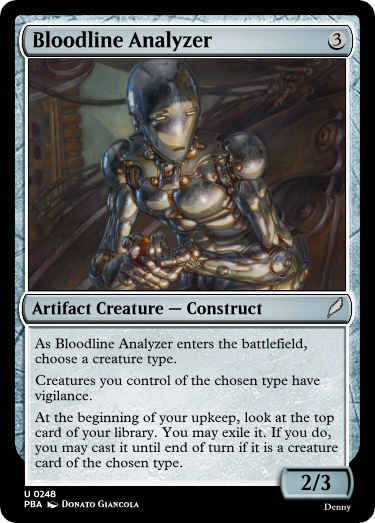 Bloodline Analyzer 3
Artifact Creature — Construct
As Bloodline Analyzer enters the battlefield,
choose a creature type.
Creatures you control of the chosen type have
vigilance.
At the beginning of your upkeep, look at the top
card of your library. You may exile it. If you do,
you may cast it until end of turn if it is a creature
card of the chosen type.
2/3
U 0248
PBA Donato Giancola
Denny